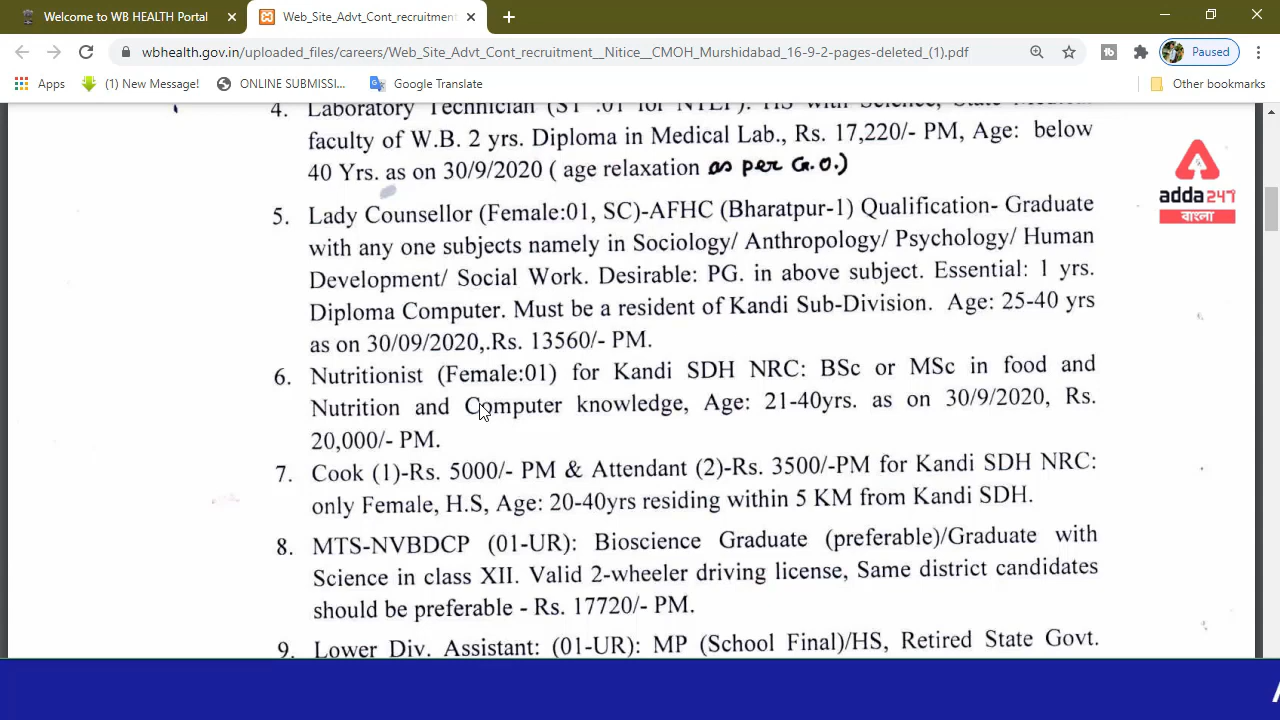 Welcome to WB HEALTH Portal
Web_Site_Advt_Cont_recruitment
wbhealth.gov.in/uploaded_files/careers/Web_Site_Advt_Cont_recruitment__Nitice__CMOH_Murshidabad_16-9-2-pages-deleted_(1).pdf
Paused
Apps
(1) New Message!
ONLINE SUBMISSI...
Google Translate
Other bookmarks
4. Laboratory Technician (ST :01 for NTEP): HS with Science, State Medical
faculty of W.B. 2 yrs. Diploma in Medical Lab., Rs. 17,220/- PM, Age: below
40 Yrs. as on 30/9/2020 ( age relaxation as per G.O.)
5. Lady Counsellor (Female:01, SC)-AFHC (Bharatpur-1) Qualification- Graduate
with any one subjects namely in Sociology/ Anthropology/ Psychology/ Human
Development/ Social Work. Desirable: PG. in above subject. Essential: 1 yrs.
Diploma Computer. Must be a resident of Kandi Sub-Division. Age: 25-40 yrs
as on 30/09/2020,.Rs. 13560/- PM.
6. Nutritionist (Female:01) for Kandi SDH NRC: BSc or MSc in food and
Nutrition and Computer knowledge, Age: 21-40yrs. as on 30/9/2020, Rs.
20,000/- PM.
7. Cook (1)-Rs. 5000/- PM & Attendant (2)-Rs. 3500/-PM for Kandi SDH NRC:
only Female, H.S, Age: 20-40yrs residing within 5 KM from Kandi SDH.
8. MTS-NVBDCP (01-UR): Bioscience Graduate (preferable)/Graduate with
Science in class XII. Valid 2-wheeler driving license, Same district candidates
should be preferable - Rs. 17720/- PM.
9. Lower Div. Assistant: (01-UR): MP (School Final)/HS, Retired State Govt.
adda247
বাংলা